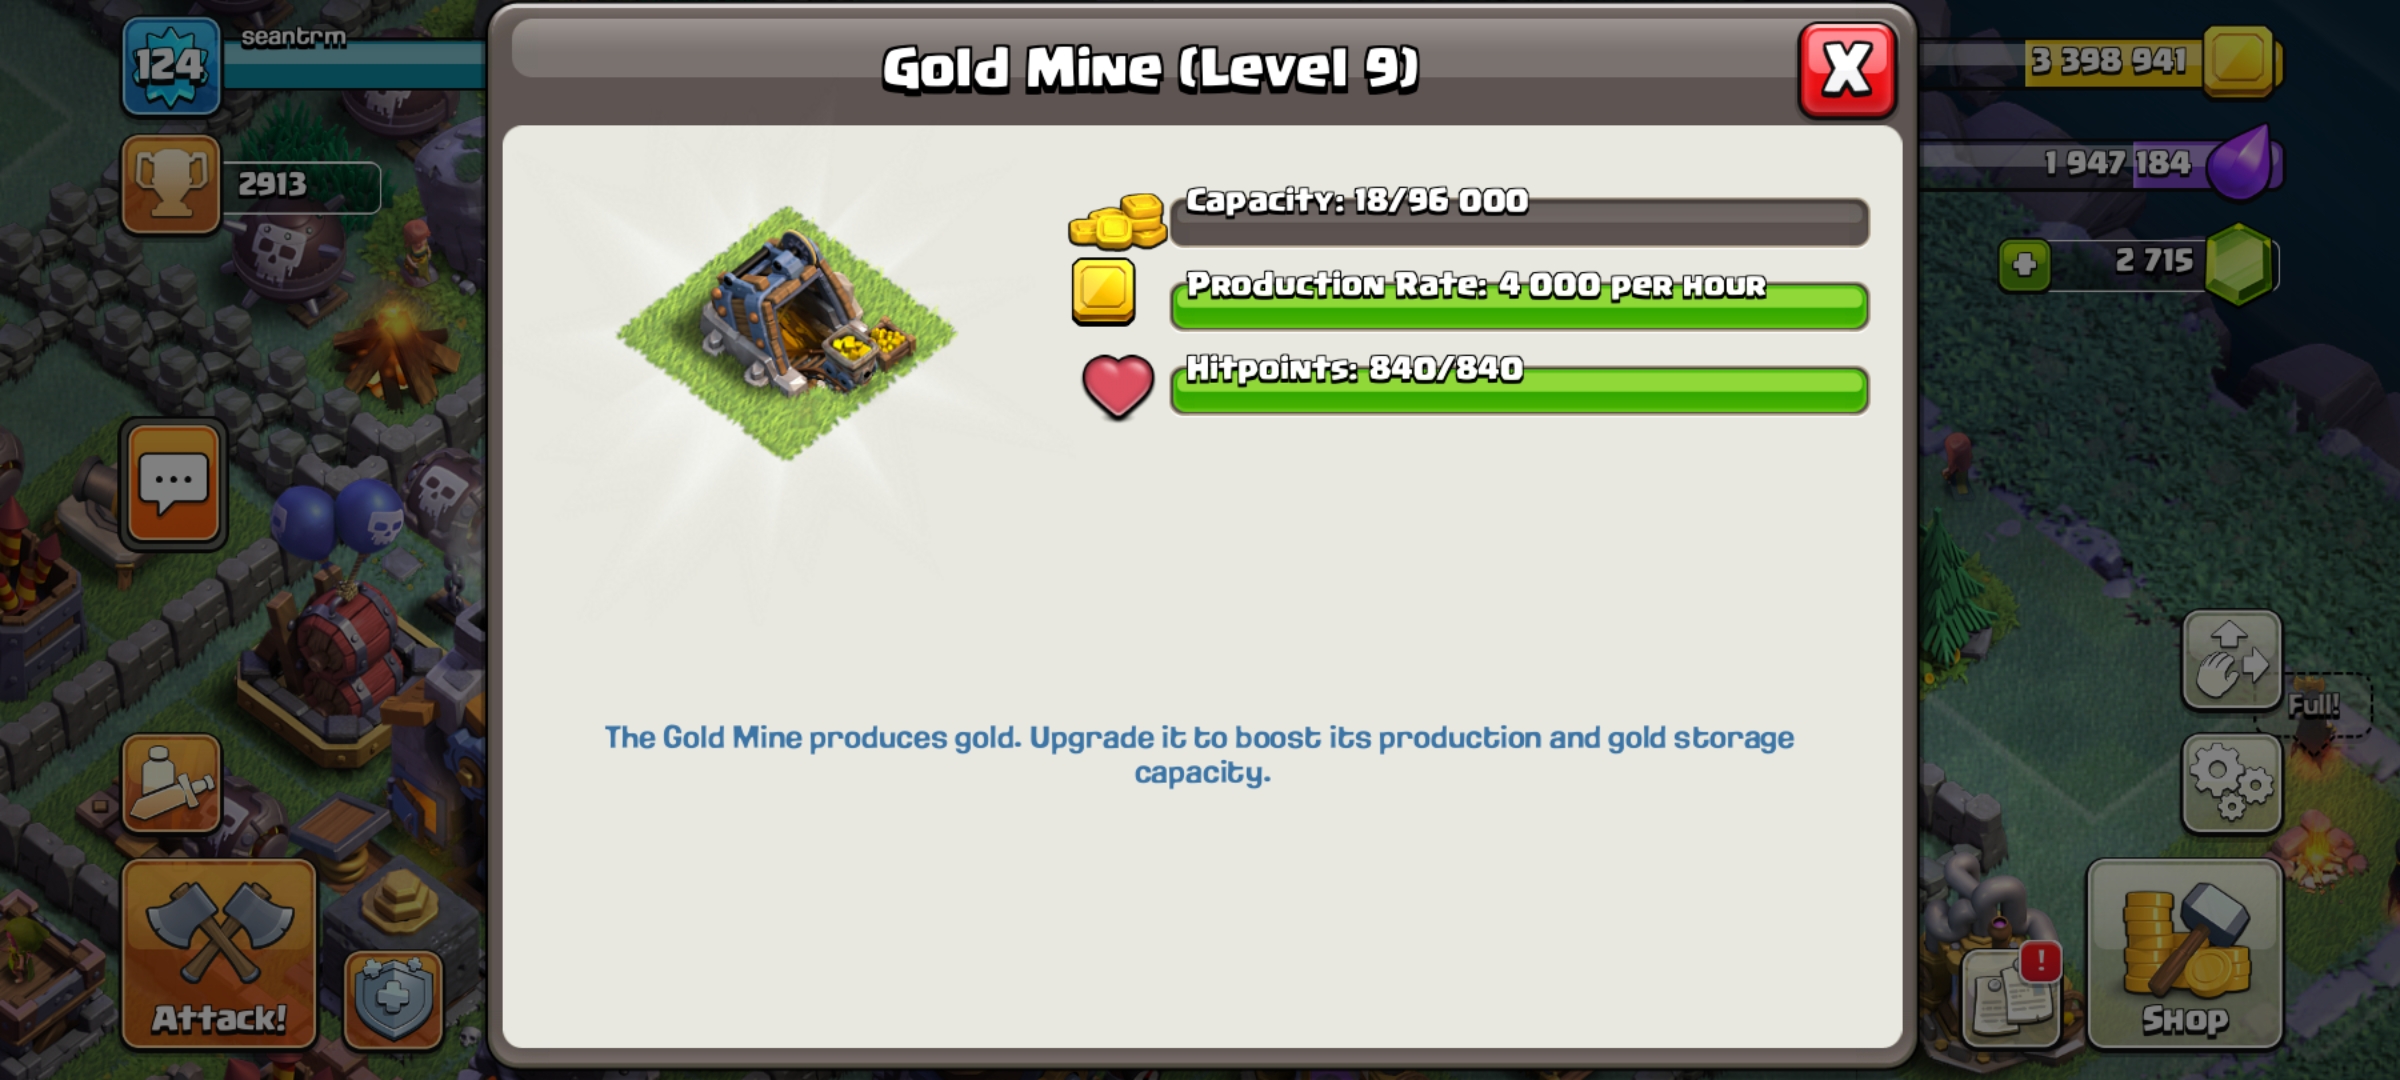 124
seantrm
Gold Mine (Level 9)
X
3 398 941
2913
1 947 184
2 715
Capacity: 18/96 000
Production Rate: 4 000 per hour
Hitpoints: 840/840
Full!
The Gold Mine produces gold. Upgrade it to boost its production and gold storage
capacity.
!
Attack!
Shop